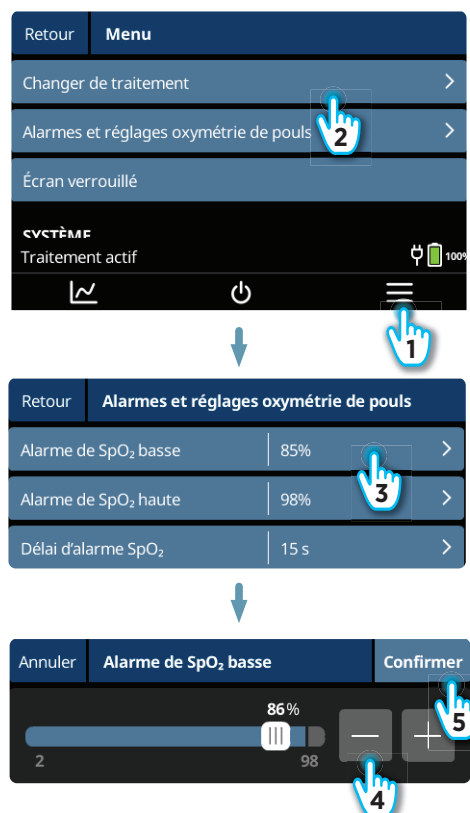 Retour Menu
Changer de traitement
Alarmes et réglages oxymétrie de pouls
2
Écran verrouillé
SYSTÈME
Traitement actif 100%
1
Retour Alarmes et réglages oxymétrie de pouls
Alarme de SpO₂ basse 85%
3
Alarme de SpO₂ haute 98%
Délai d'alarme SpO₂ 15 s
Annuler Alarme de SpO₂ basse Confirmer
86%
5
2 98
4